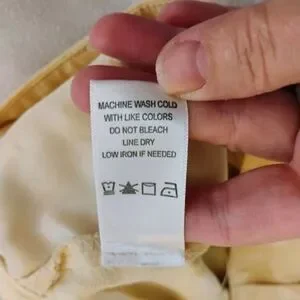 MACHINE WASH COLD
WITH LIKE COLORS
DO NOT BLEACH
LINE DRY
LOW IRON IF NEEDED